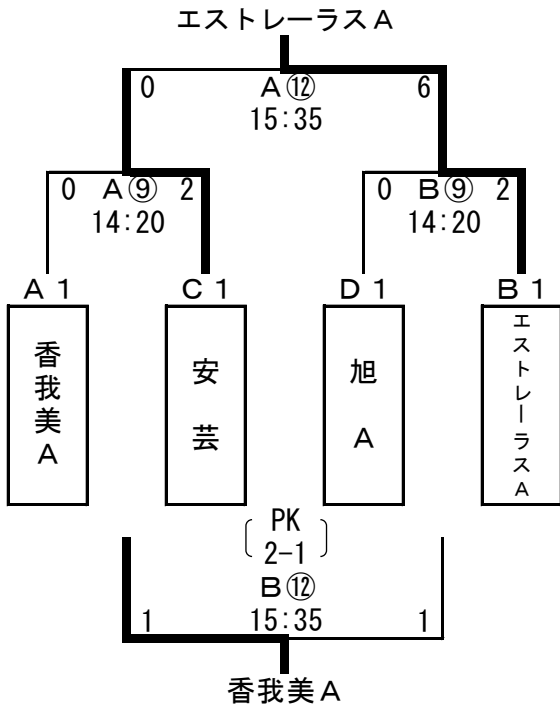 エストレーラスA
0 A⑫ 6
15:35
0 A⑨ 2 0 B⑨ 2
14:20 14:20
A1 C1 D1 B1
香我美A
安芸
旭A
エストレーラスA
PK
2-1
B⑫
1 15:35 1
香我美A